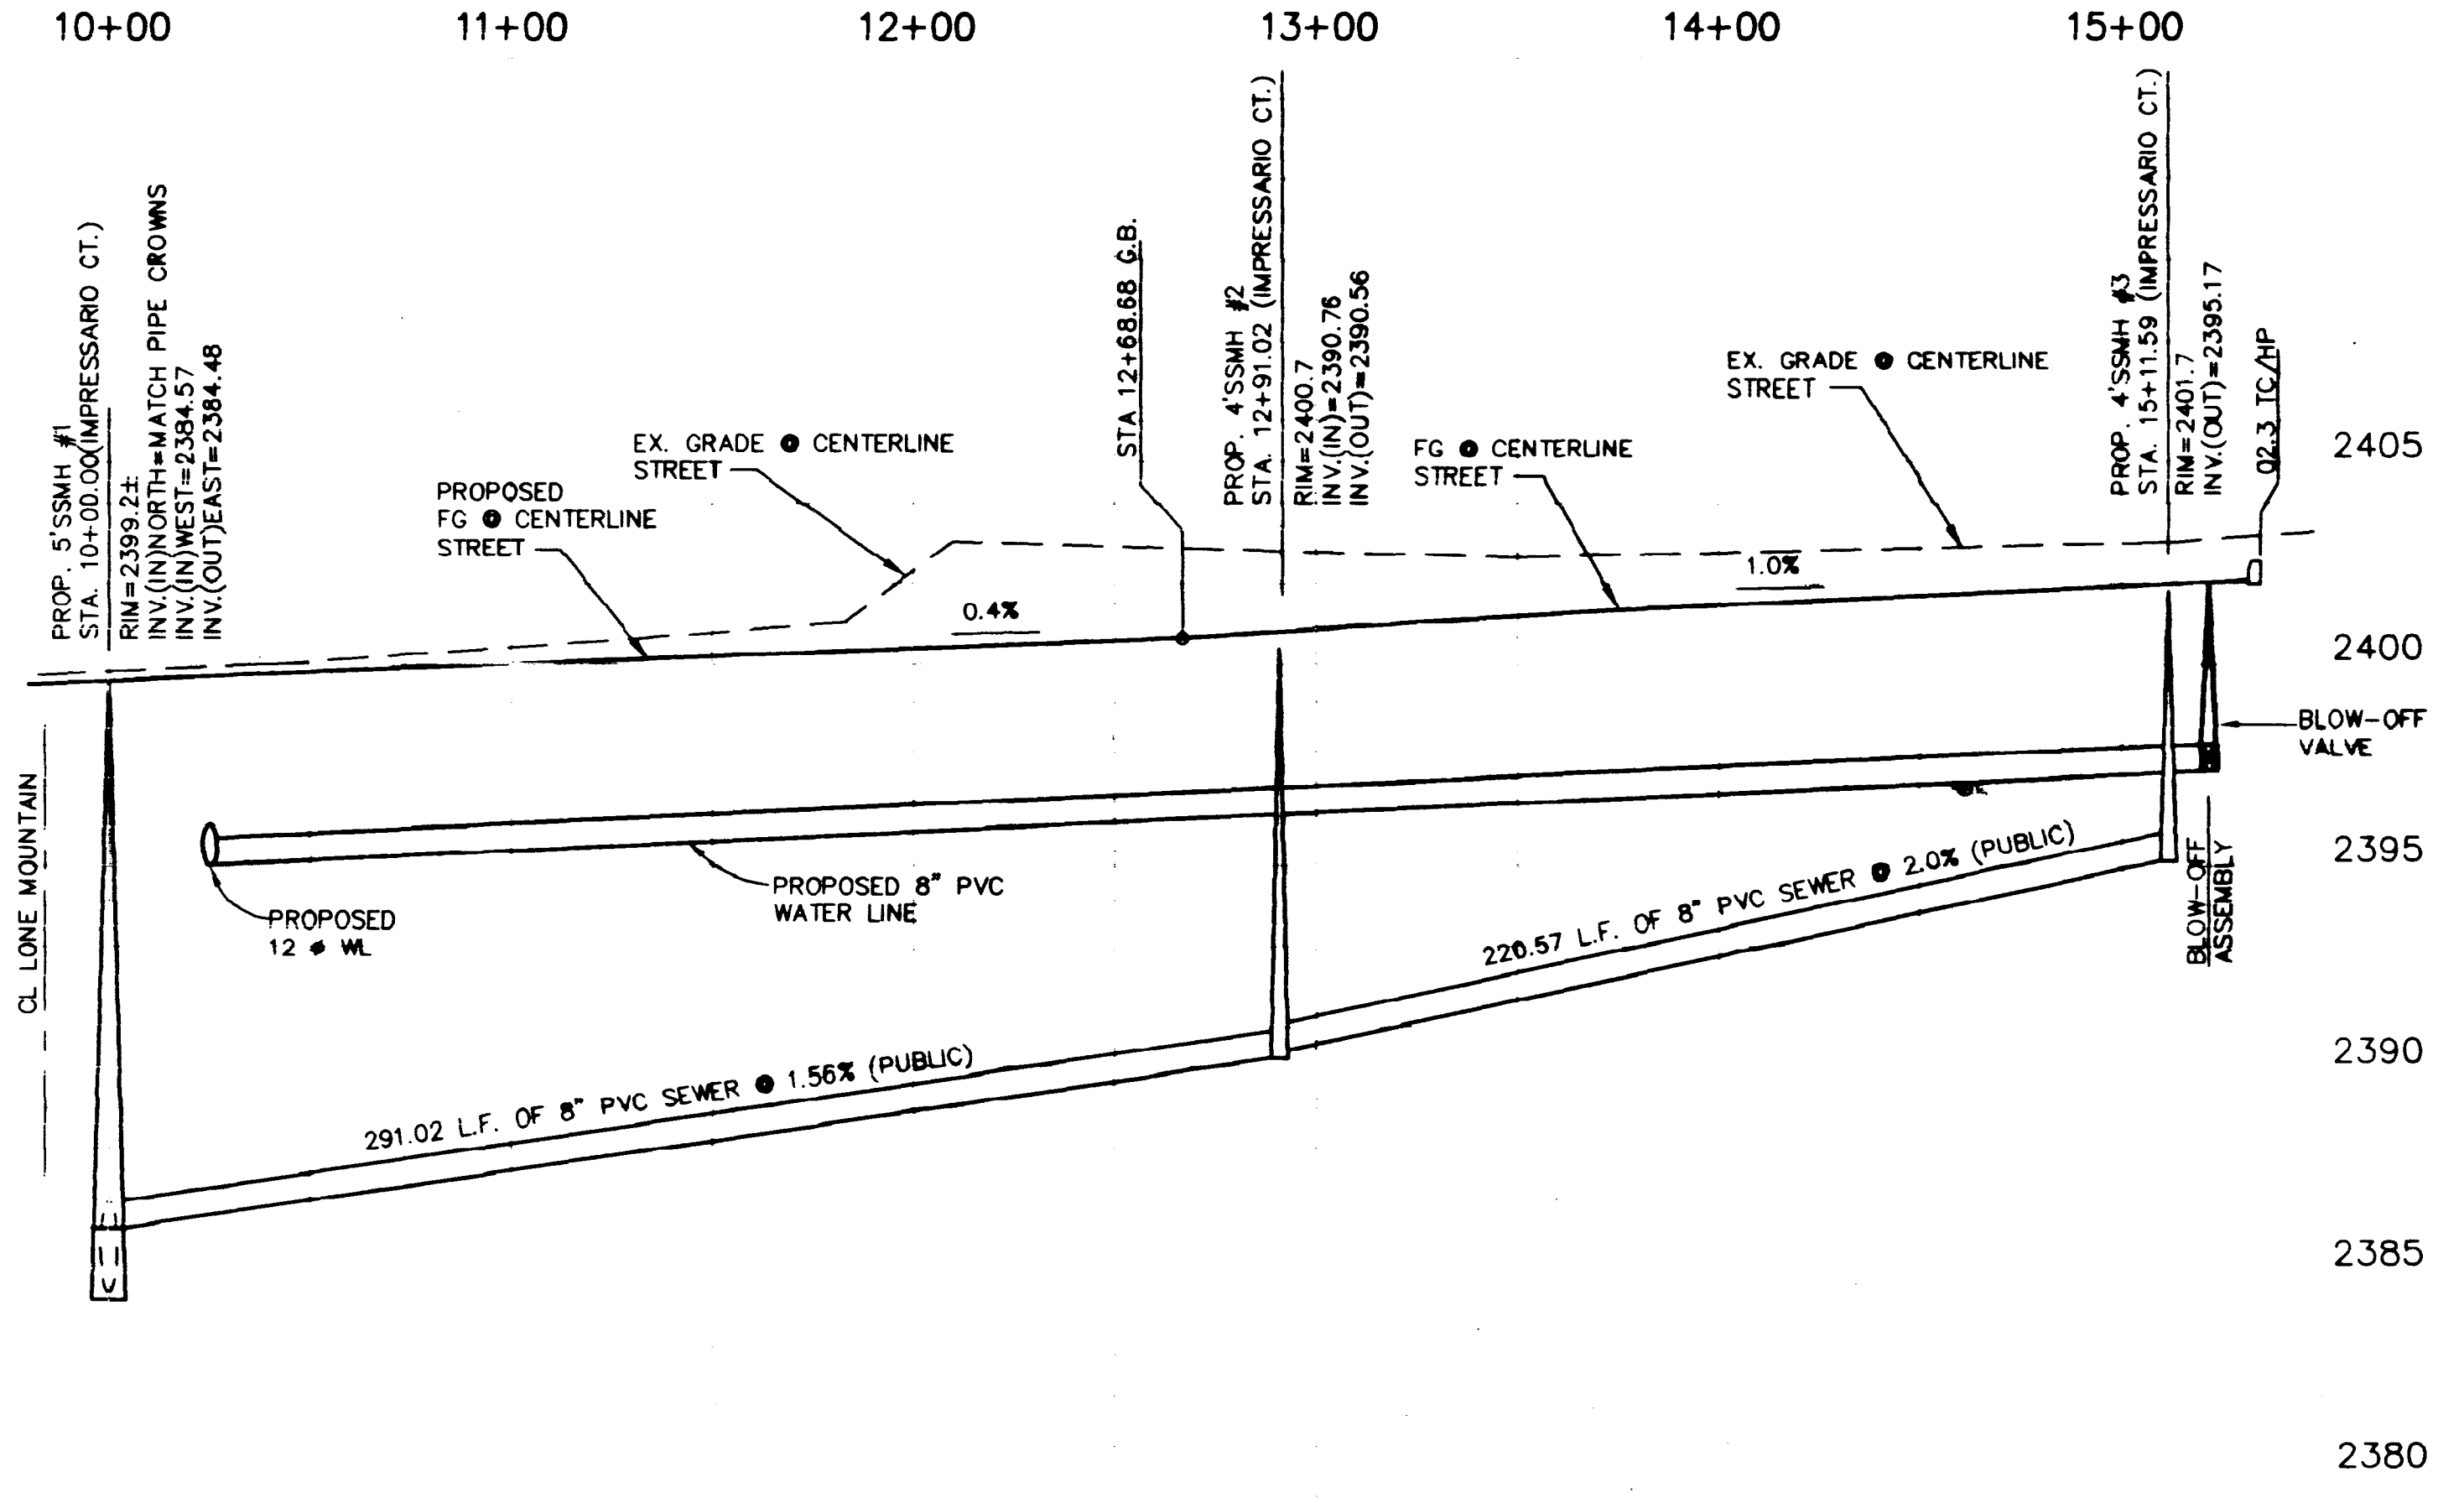 10+00
11+00
12+00
13+00
14+00
15+00
PROP. 5'SSMH #1
STA. 10+00.00(IMPRESSARIO CT.)
RIM=2399.2±
INV.(IN)NORTH=MATCH PIPE CROWNS
INV.(IN)WEST=2384.57
INV.(OUT)EAST=2384.48
PROPOSED
FG @ CENTERLINE
STREET
EX. GRADE @ CENTERLINE
STREET
STA 12+68.68 G.B.
PROP. 4'SSMH #2
STA. 12+91.02 (IMPRESSARIO CT.)
RIM=2400.7
INV.(IN)=2390.76
INV.(OUT)=2390.56
FG @ CENTERLINE
STREET
EX. GRADE @ CENTERLINE
STREET
PROP. 4'SSMH #3
STA. 15+11.59 (IMPRESSARIO CT.)
RIM=2401.7
INV.(OUT)=2395.17
02.3 TC/HP
2405
0.4%
1.0%
2400
BLOW-OFF
VALVE
CL LONE MOUNTAIN
PROPOSED
12 ø WL
PROPOSED 8" PVC
WATER LINE
2395
220.57 L.F. OF 8" PVC SEWER @ 2.0% (PUBLIC)
BLOW-OFF
ASSEMBLY
291.02 L.F. OF 8" PVC SEWER @ 1.56% (PUBLIC)
2390
2385
2380